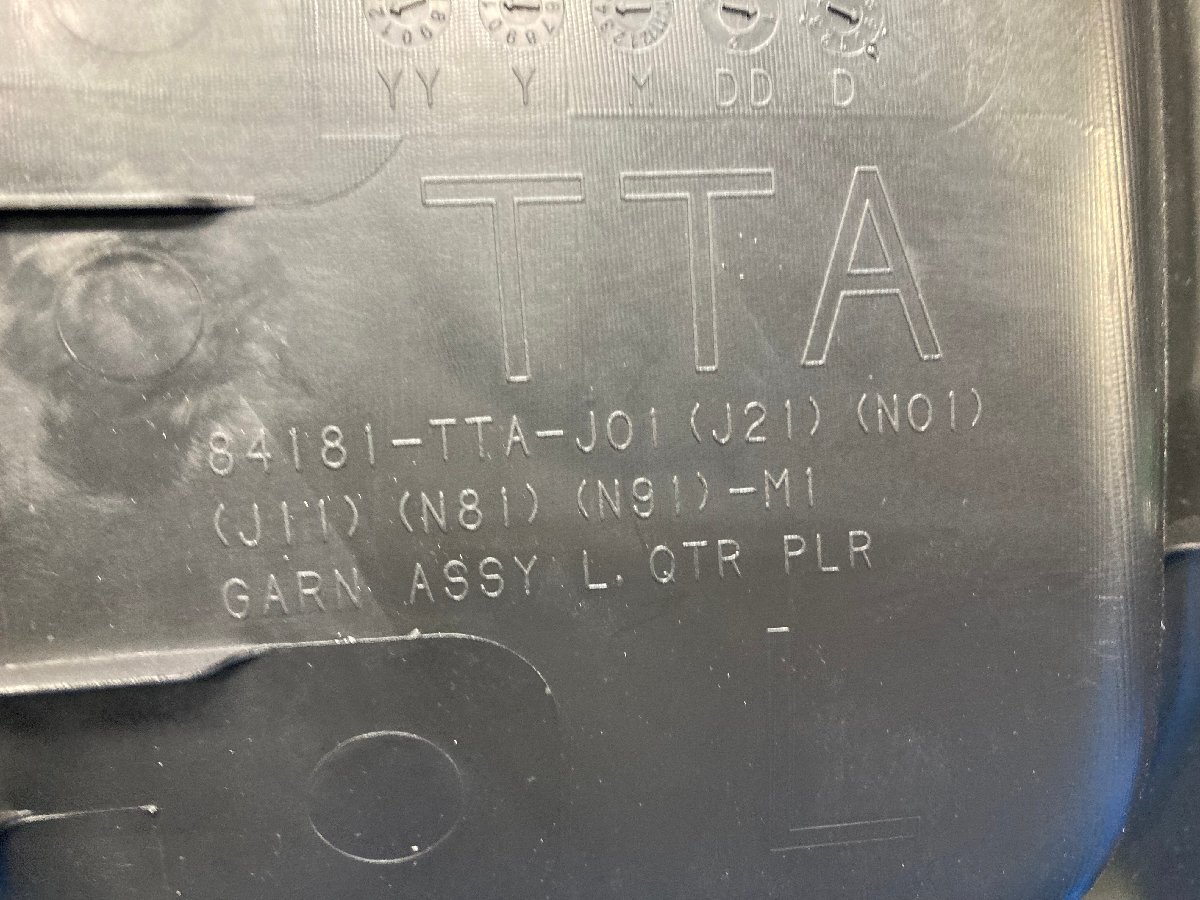 YY Y M DD D
TTA
84181-TTA-J01(J21)(N01)
(J11)(N81)(N91)-M1
GARN ASSY L, QTR PLR